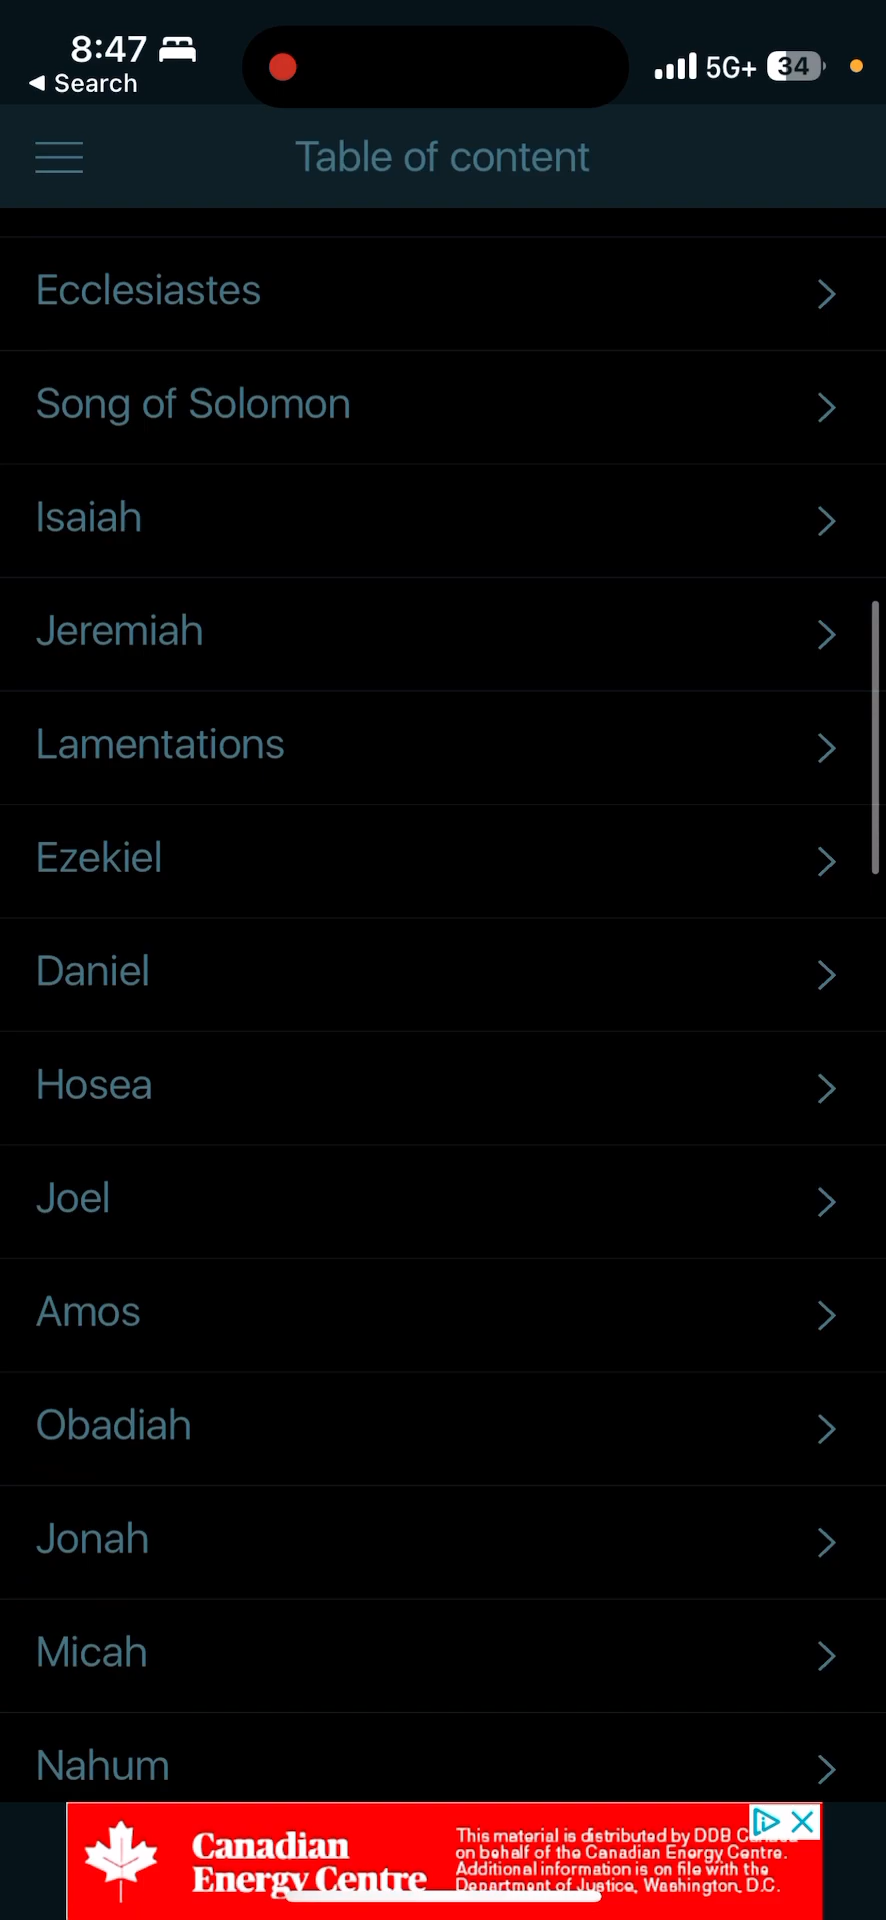 8:47
Search
5G+ 34
Table of content
Ecclesiastes
Song of Solomon
Isaiah
Jeremiah
Lamentations
Ezekiel
Daniel
Hosea
Joel
Amos
Obadiah
Jonah
Micah
Nahum
Canadian
Energy Centre
This material is distributed by DDB
on behalf of the Canadian Energy Centre.
Additional information is on file with the
Department of Justice, Washington, D.C.